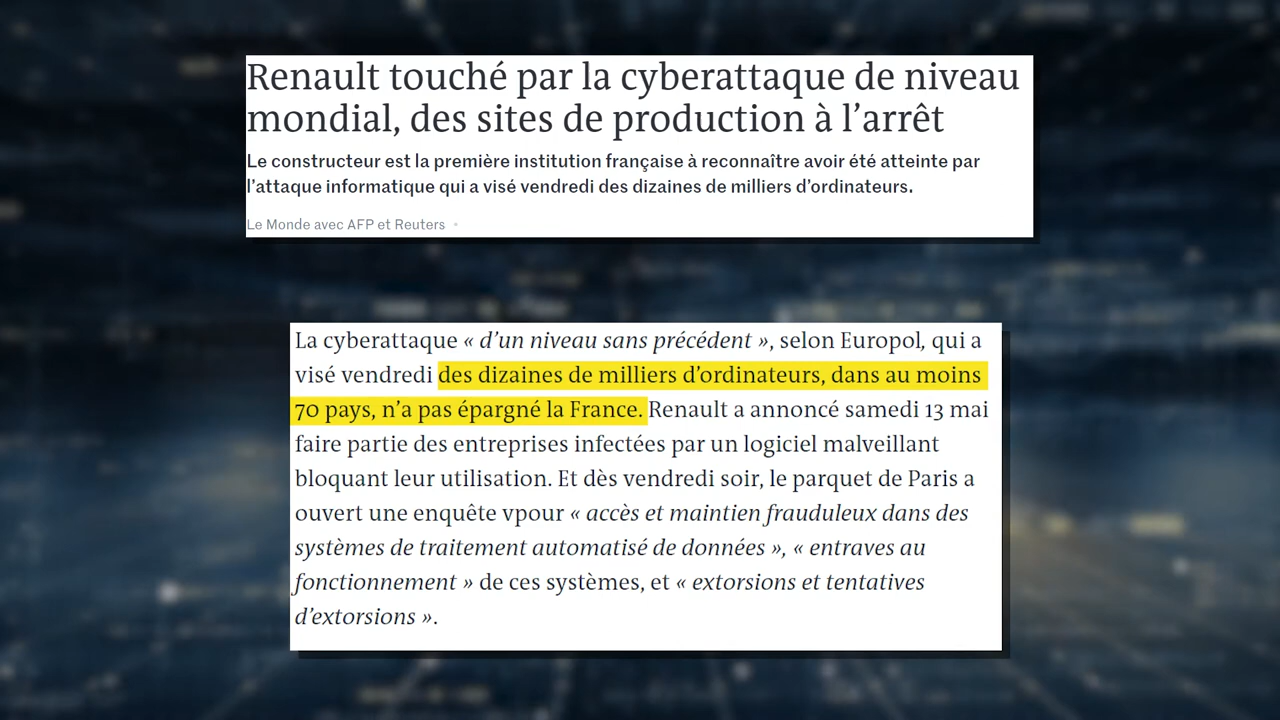 Renault touché par la cyberattaque de niveau
mondial, des sites de production à l’arrêt
Le constructeur est la première institution française à reconnaître avoir été atteinte par
l’attaque informatique qui a visé vendredi des dizaines de milliers d’ordinateurs.
Le Monde avec AFP et Reuters
La cyberattaque « d’un niveau sans précédent », selon Europol, qui a
visé vendredi des dizaines de milliers d’ordinateurs, dans au moins
70 pays, n’a pas épargné la France. Renault a annoncé samedi 13 mai
faire partie des entreprises infectées par un logiciel malveillant
bloquant leur utilisation. Et dès vendredi soir, le parquet de Paris a
ouvert une enquête vpour « accès et maintien frauduleux dans des
systèmes de traitement automatisé de données », « entraves au
fonctionnement » de ces systèmes, et « extorsions et tentatives
d’extorsions ».